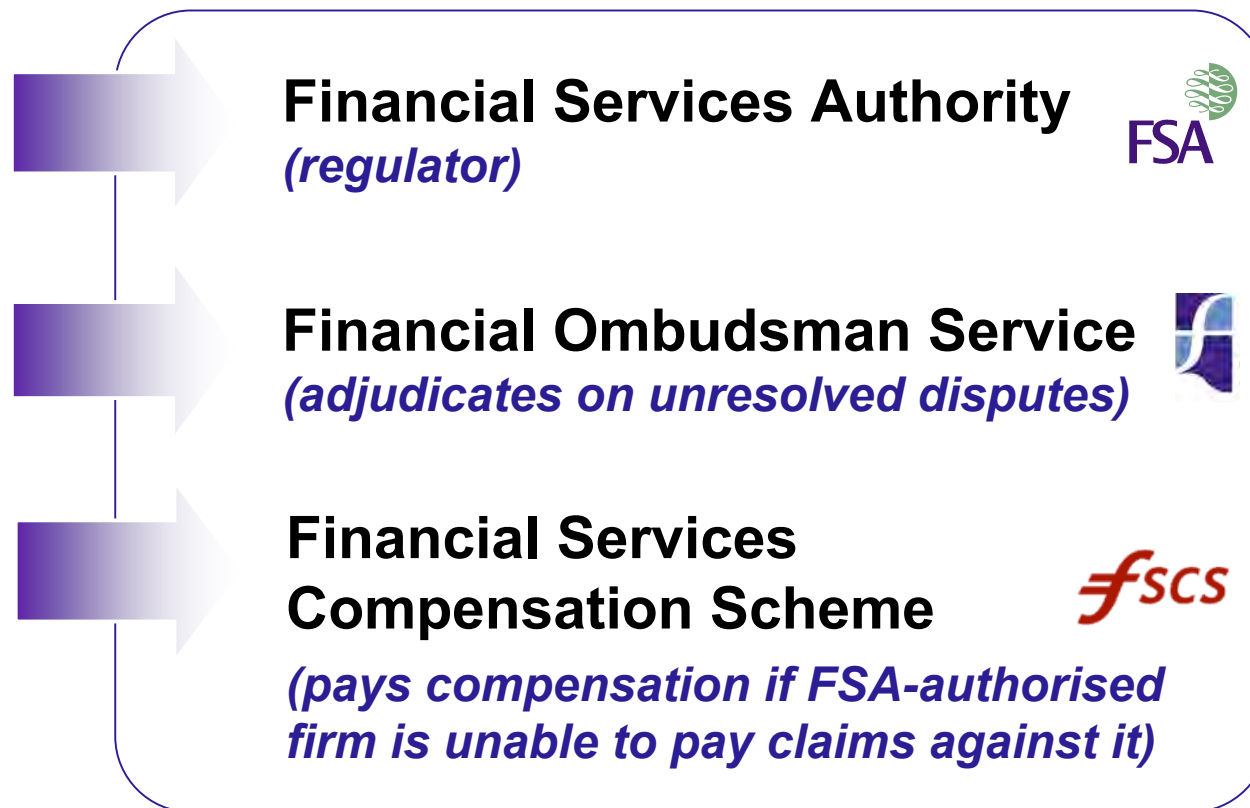 Financial Services Authority
(regulator)
FSA
Financial Ombudsman Service
(adjudicates on unresolved disputes)
Financial Services
Compensation Scheme
fscs
(pays compensation if FSA-authorised
firm is unable to pay claims against it)